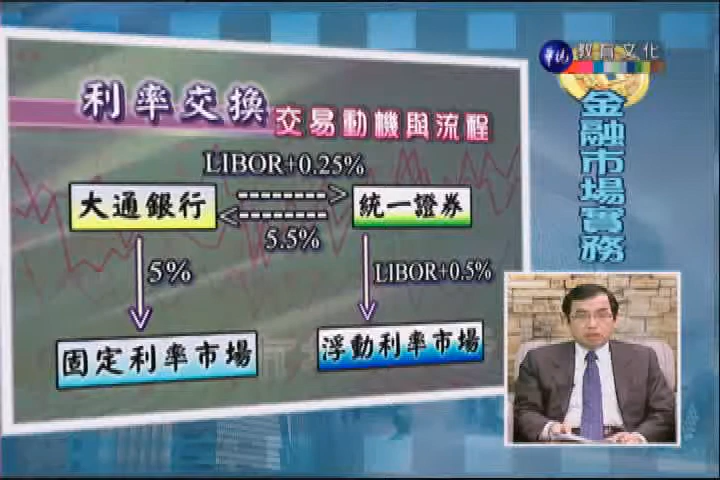 華視 教育文化
金融市場實務
利率交換 交易動機與流程
LIBOR+0.25%
大通銀行 統一證券
5.5%
5% LIBOR+0.5%
固定利率市場 浮動利率市場